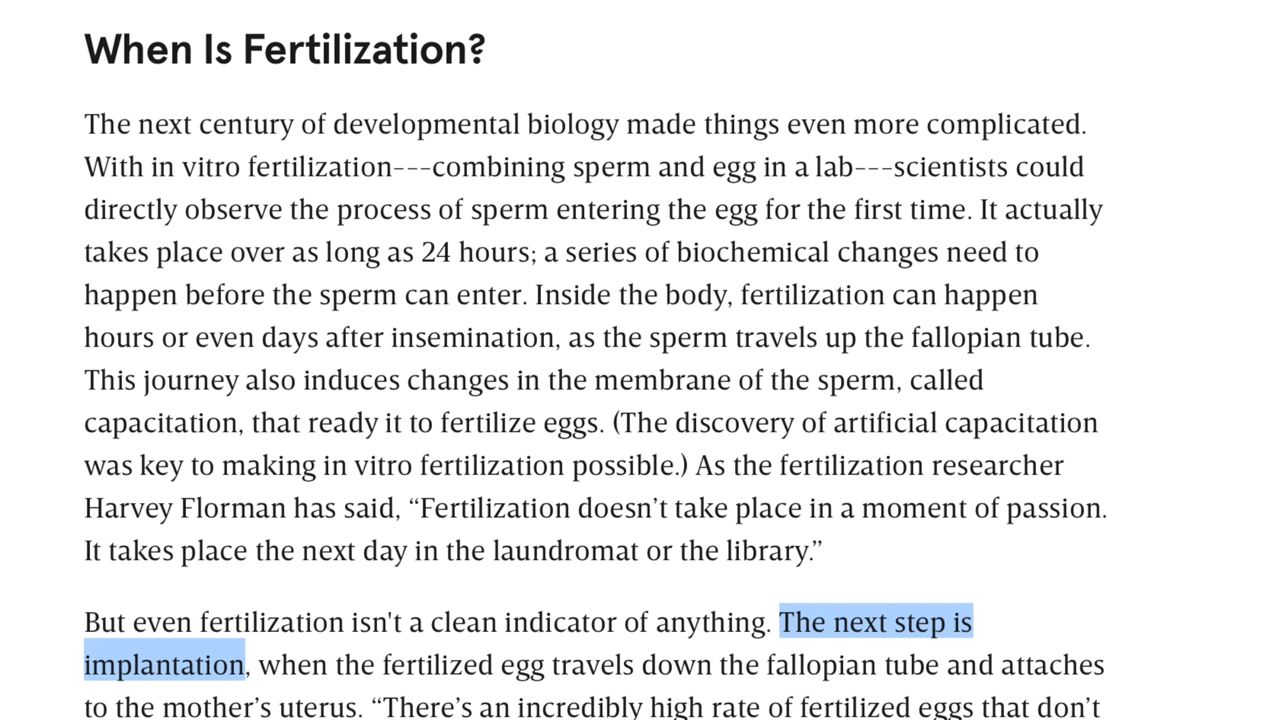 When Is Fertilization?
The next century of developmental biology made things even more complicated.
With in vitro fertilization---combining sperm and egg in a lab---scientists could
directly observe the process of sperm entering the egg for the first time. It actually
takes place over as long as 24 hours; a series of biochemical changes need to
happen before the sperm can enter. Inside the body, fertilization can happen
hours or even days after insemination, as the sperm travels up the fallopian tube.
This journey also induces changes in the membrane of the sperm, called
capacitation, that ready it to fertilize eggs. (The discovery of artificial capacitation
was key to making in vitro fertilization possible.) As the fertilization researcher
Harvey Florman has said, “Fertilization doesn’t take place in a moment of passion.
It takes place the next day in the laundromat or the library.”
But even fertilization isn't a clean indicator of anything. The next step is
implantation, when the fertilized egg travels down the fallopian tube and attaches
to the mother’s uterus. “There’s an incredibly high rate of fertilized eggs that don’t